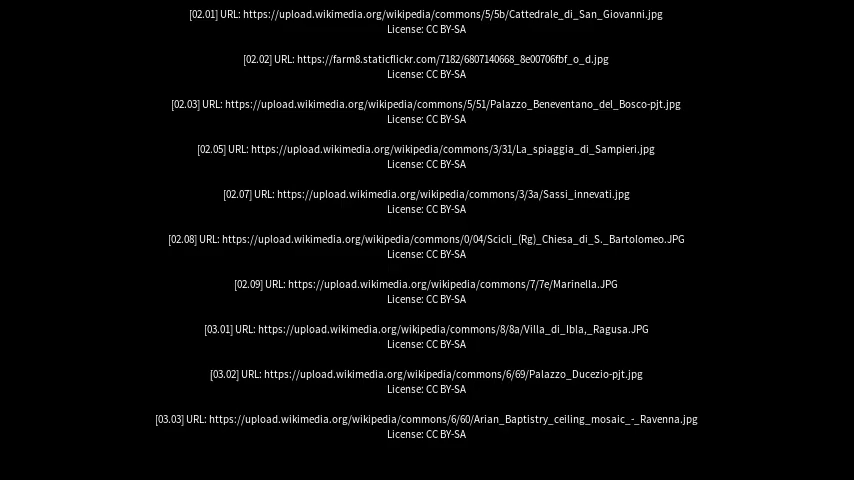 [02.01] URL: https://upload.wikimedia.org/wikipedia/commons/5/5b/Cattedrale_di_San_Giovanni.jpg
License: CC BY-SA
[02.02] URL: https://farm8.staticflickr.com/7182/6807140668_8e00706fbf_o_d.jpg
License: CC BY-SA
[02.03] URL: https://upload.wikimedia.org/wikipedia/commons/5/51/Palazzo_Beneventano_del_Bosco-pjt.jpg
License: CC BY-SA
[02.05] URL: https://upload.wikimedia.org/wikipedia/commons/3/31/La_spiaggia_di_Sampieri.jpg
License: CC BY-SA
[02.07] URL: https://upload.wikimedia.org/wikipedia/commons/3/3a/Sassi_innevati.jpg
License: CC BY-SA
[02.08] URL: https://upload.wikimedia.org/wikipedia/commons/0/04/Scicli_(Rg)_Chiesa_di_S._Bartolomeo.JPG
License: CC BY-SA
[02.09] URL: https://upload.wikimedia.org/wikipedia/commons/7/7e/Marinella.JPG
License: CC BY-SA
[03.01] URL: https://upload.wikimedia.org/wikipedia/commons/8/8a/Villa_di_Ibla,_Ragusa.JPG
License: CC BY-SA
[03.02] URL: https://upload.wikimedia.org/wikipedia/commons/6/69/Palazzo_Ducezio-pjt.jpg
License: CC BY-SA
[03.03] URL: https://upload.wikimedia.org/wikipedia/commons/6/60/Arian_Baptistry_ceiling_mosaic_-_Ravenna.jpg
License: CC BY-SA